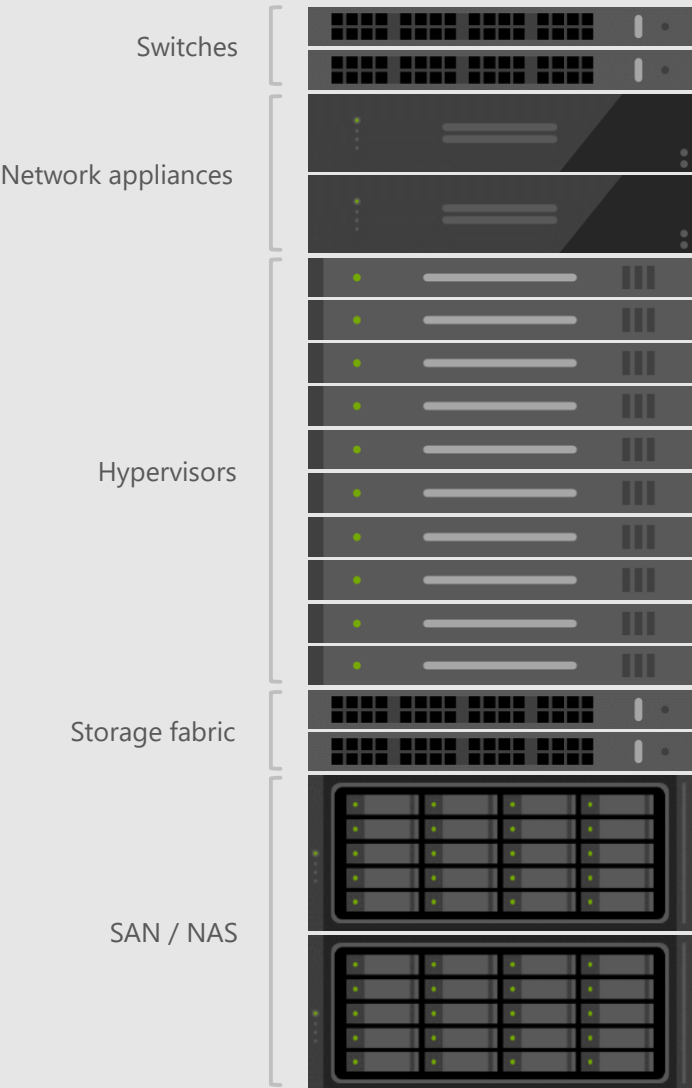 Switches
Network appliances
Hypervisors
Storage fabric
SAN / NAS